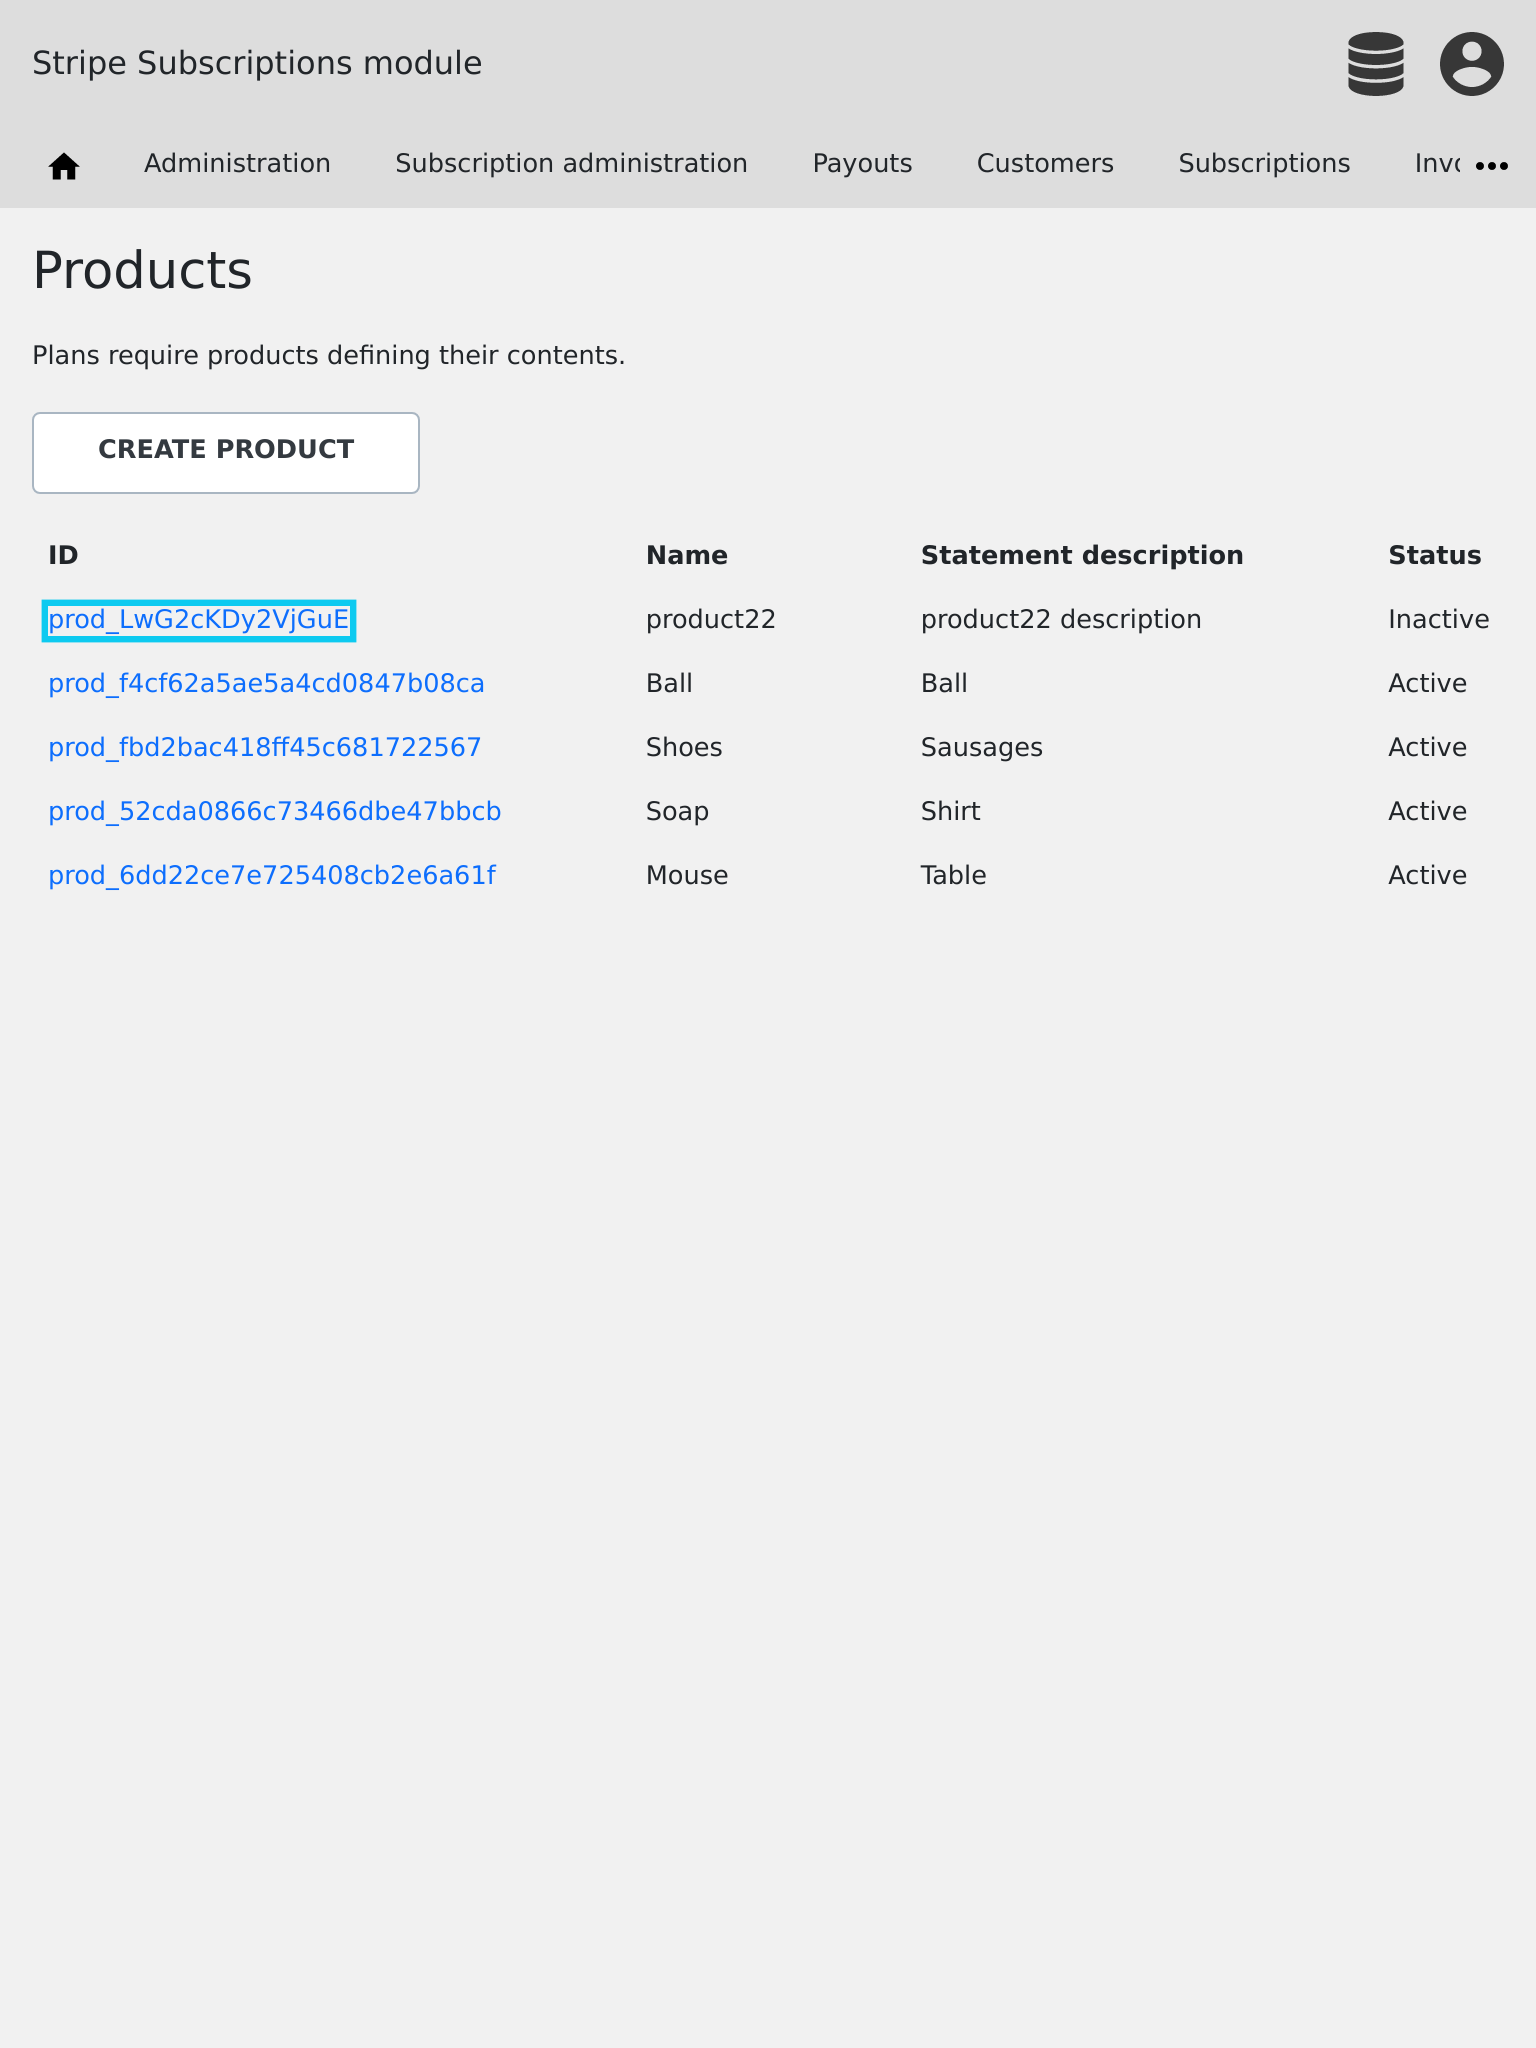 Stripe Subscriptions module
Administration Subscription administration Payouts Customers Subscriptions
Products
Plans require products defining their contents.
CREATE PRODUCT
ID Name Statement description Status
prod_LwG2cKDy2VjGuE product22 product22 description Inactive
prod_f4cf62a5ae5a4cd0847b08ca Ball Ball Active
prod_fbd2bac418ff45c681722567 Shoes Sausages Active
prod_52cda0866c73466dbe47bbcb Soap Shirt Active
prod_6dd22ce7e725408cb2e6a61f Mouse Table Active